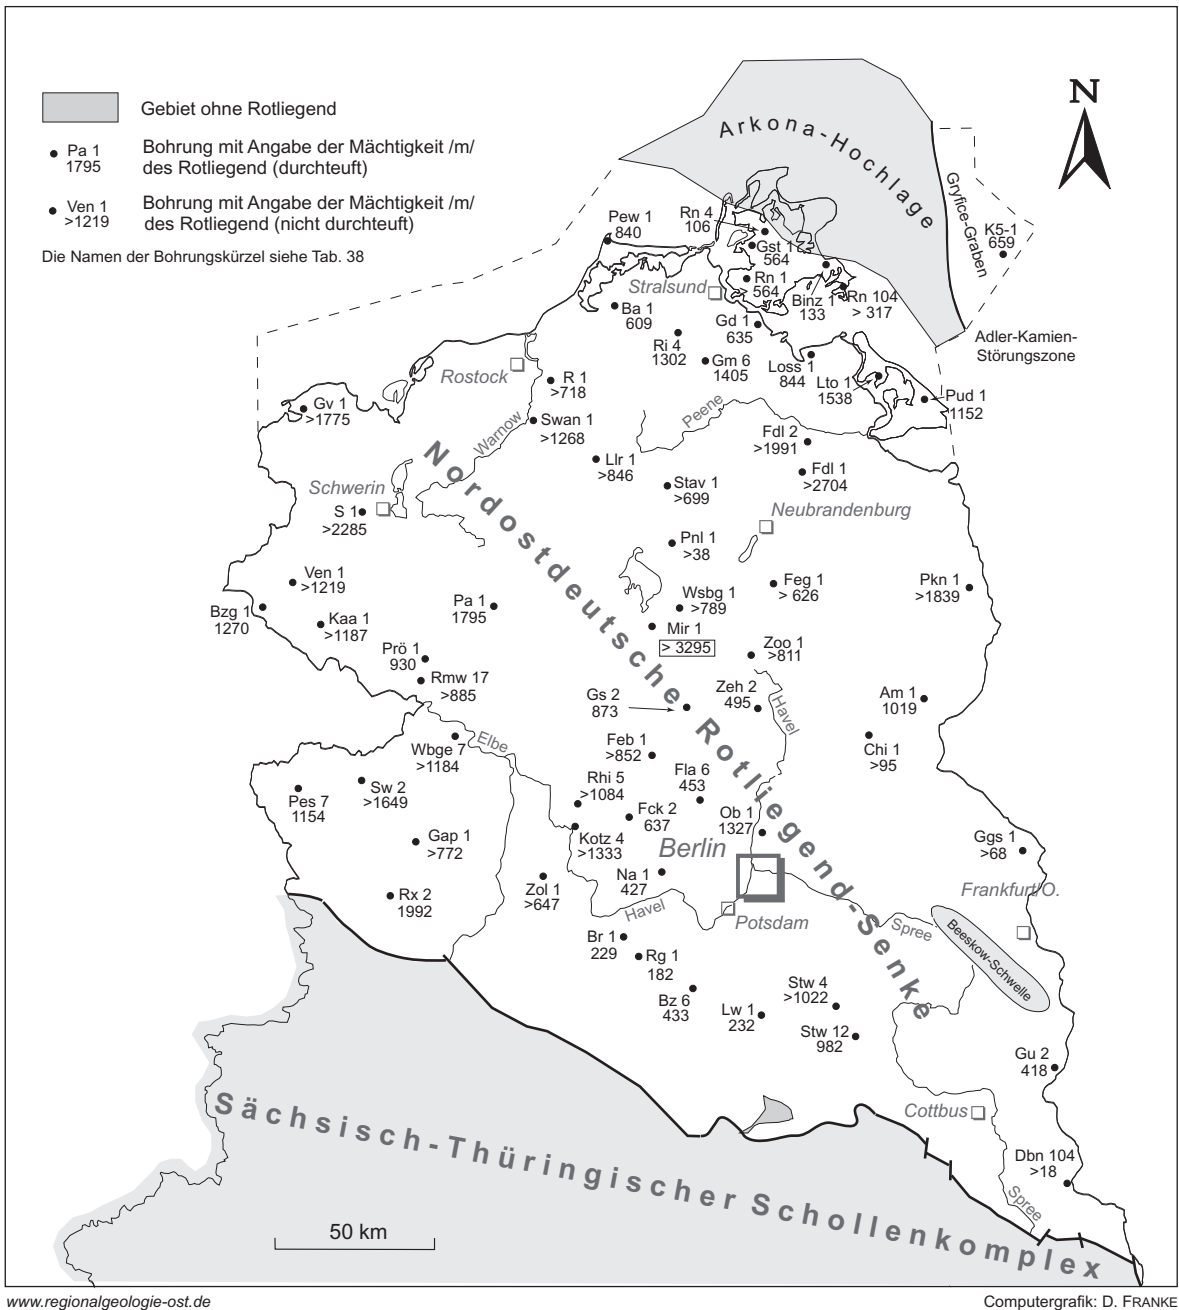 Gebiet ohne Rotliegend
Pa 1
1795
Bohrung mit Angabe der Mächtigkeit /m/
des Rotliegend (durchteuft)
Ven 1
>1219
Bohrung mit Angabe der Mächtigkeit /m/
des Rotliegend (nicht durchteuft)
Die Namen der Bohrungskürzel siehe Tab. 38
N
Arkona-Hochlage
Gryfice-Graben
K5-1
659
Adler-Kamien-
Störungszone
Pew 1
840
Rn 4
106
Gst 1
564
Rn 1
564
Binz 1
133
Rn 104
> 317
Stralsund
Ba 1
609
Ri 4
1302
Gd 1
635
Gm 6
1405
Loss 1
844
Lto 1
1538
Pud 1
1152
Rostock
R 1
>718
Gv 1
>1775
Swan 1
>1268
Warnow
Peene
Fdl 2
>1991
Fdl 1
>2704
Llr 1
>846
Stav 1
>699
Schwerin
S 1
>2285
Neubrandenburg
Pnl 1
>38
Ven 1
>1219
Bzg 1
1270
Kaa 1
>1187
Pa 1
1795
Wsbg 1
>789
Feg 1
> 626
Pkn 1
>1839
Mir 1
> 3295
Prö 1
930
Rmw 17
>885
Zoo 1
>811
Nordostdeutsche Rotliegend-Senke
Gs 2
873
Zeh 2
495
Havel
Am 1
1019
Chi 1
>95
Wbge 7
>1184
Elbe
Feb 1
>852
Fla 6
453
Pes 7
1154
Sw 2
>1649
Rhi 5
>1084
Fck 2
637
Ob 1
1327
Gap 1
>772
Kotz 4
>1333
Berlin
Ggs 1
>68
Rx 2
1992
Zol 1
>647
Na 1
427
Frankfurt/O.
Havel
Potsdam
Spree
Beeskow-Schwelle
Br 1
229
Rg 1
182
Bz 6
433
Lw 1
232
Stw 4
>1022
Stw 12
982
Gu 2
418
Cottbus
Dbn 104
>18
Spree
Sächsisch-Thüringischer Schollenkomplex
50 km
www.regionalgeologie-ost.de
Computergrafik: D. FRANKE